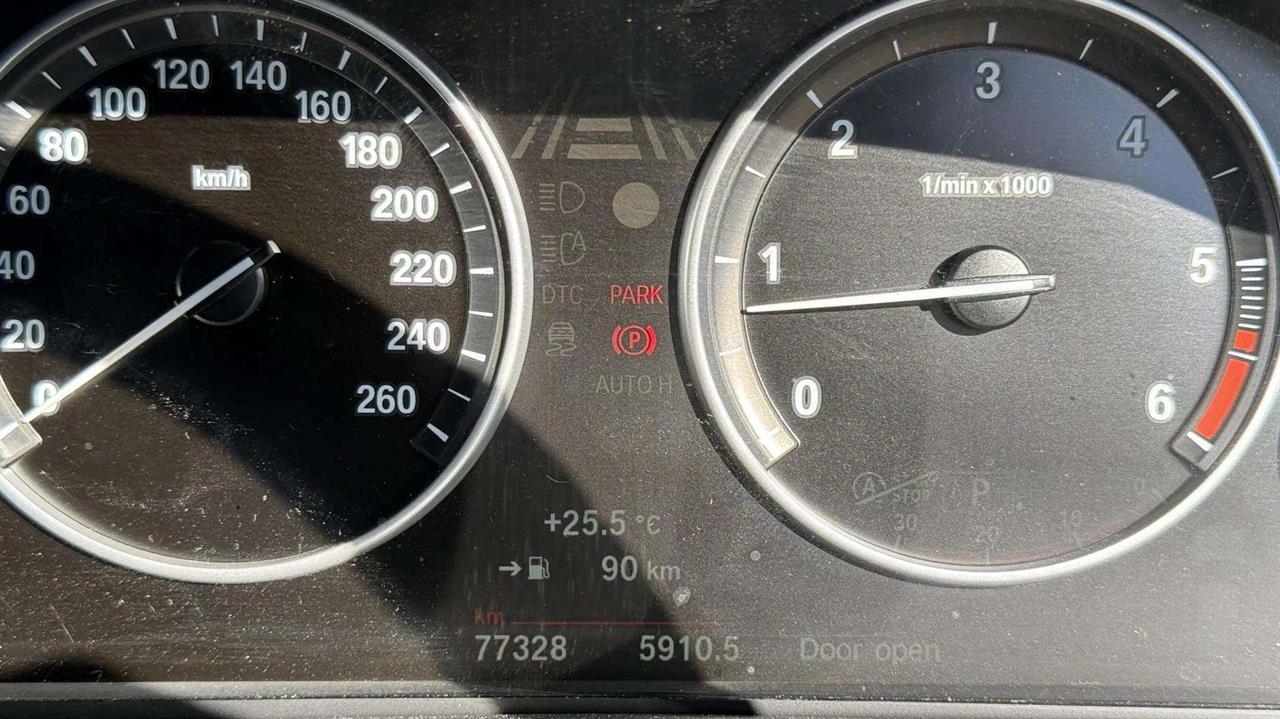 0
20
40
60
80
100
120
140
160
180
200
220
240
260
km/h
A
DTC
PARK
P
AUTO H
0
1
2
3
4
5
6
1/min x 1000
A STOP
P
30
+25.5 °C
90 km
km
77328 5910.5 Door open